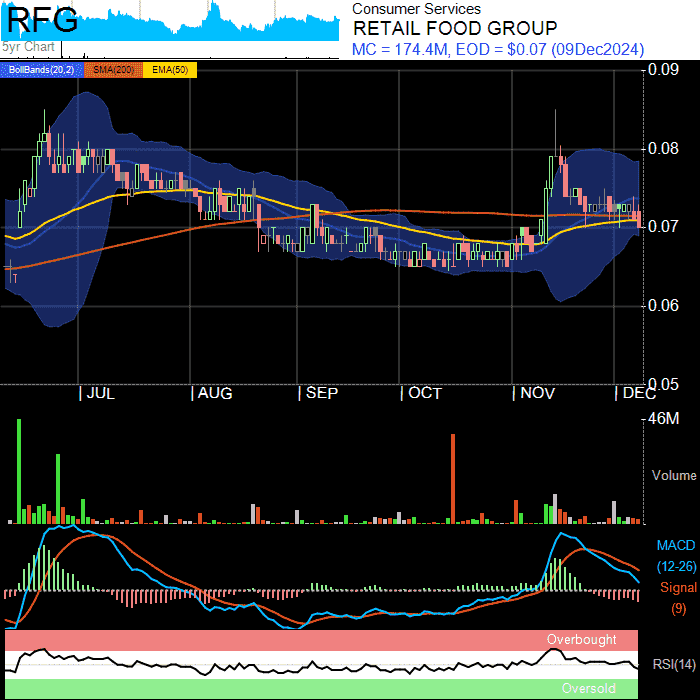 RFG
5yr Chart
Consumer Services
RETAIL FOOD GROUP
MC = 174.4M, EOD = $0.07 (09Dec2024)
BollBands(20,2) SMA(200) EMA(50)
0.09
0.08
0.07
0.06
0.05
JUL AUG SEP OCT NOV DEC
46M
Volume
MACD
(12-26)
Signal
(9)
Overbought
RSI(14)
Oversold